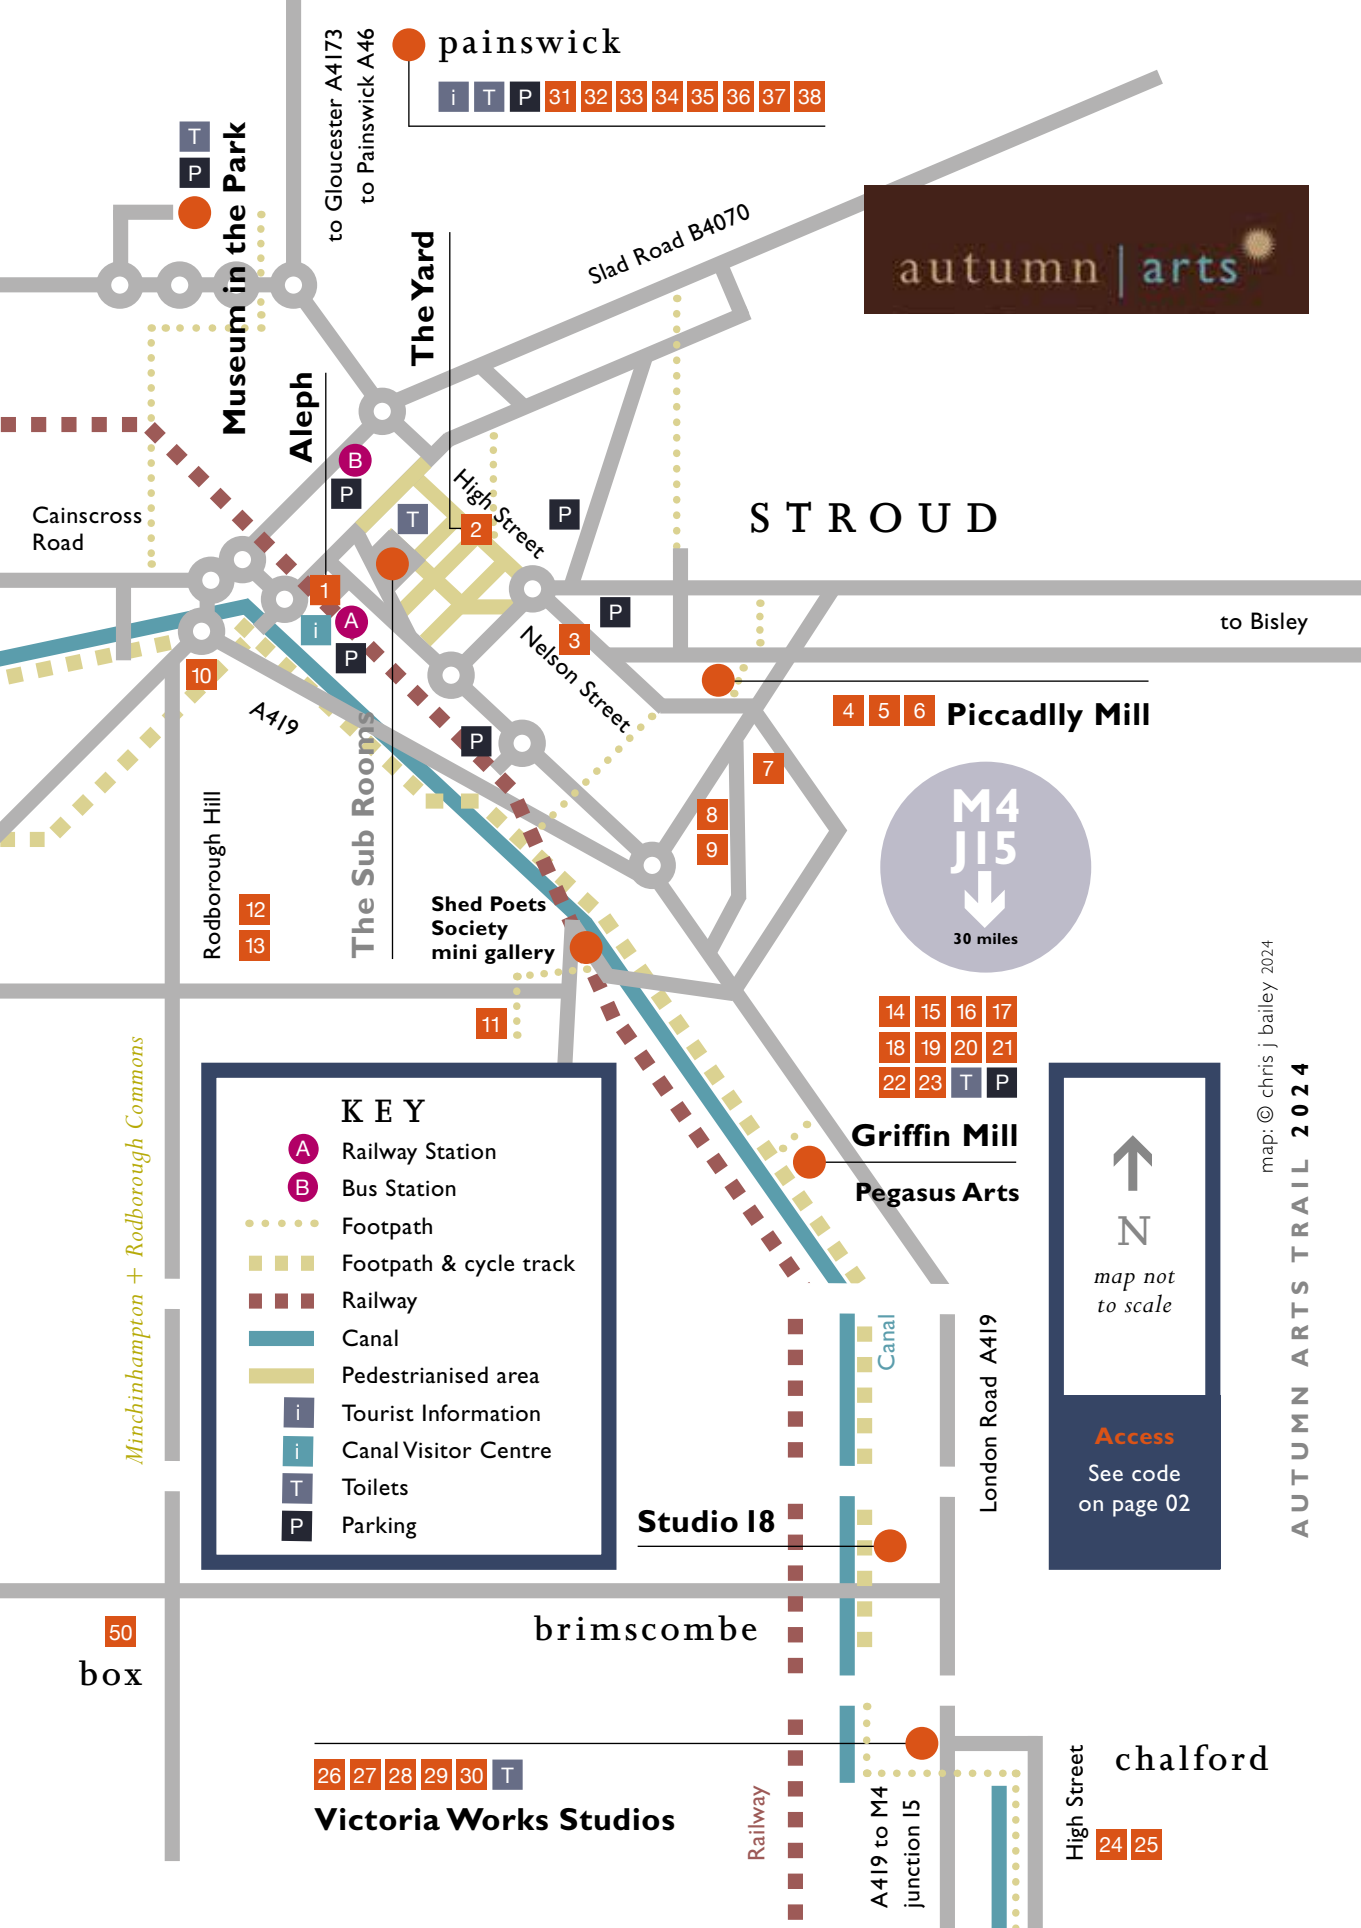 to Gloucester A4173
to Painswick A46
painswick
i T P 31 32 33 34 35 36 37 38
T
P
Museum in the Park
The Yard
Slad Road B4070
autumn | arts
Aleph
B
P
Cainscross
Road
T
High Street
2
P
STROUD
1
i
A
P
P
3
Nelson Street
to Bisley
10
A419
4 5 6 Piccadlly Mill
P
7
8
9
M4
J15
30 miles
The Sub Rooms
Rodborough Hill
12
13
Shed Poets
Society
mini gallery
11
14 15 16 17
18 19 20 21
22 23 T P
Griffin Mill
Pegasus Arts
map: © chris j bailey 2024
AUTUMN ARTS TRAIL 2024
Minchinhampton + Rodborough Commons
KEY
A Railway Station
B Bus Station
Footpath
Footpath & cycle track
Railway
Canal
Pedestrianised area
i Tourist Information
i Canal Visitor Centre
T Toilets
P Parking
N
map not
to scale
Access
See code
on page 02
Canal
London Road A419
Studio 18
brimscombe
50
box
26 27 28 29 30 T
Victoria Works Studios
Railway
A419 to M4
junction 15
High Street
chalford
24 25